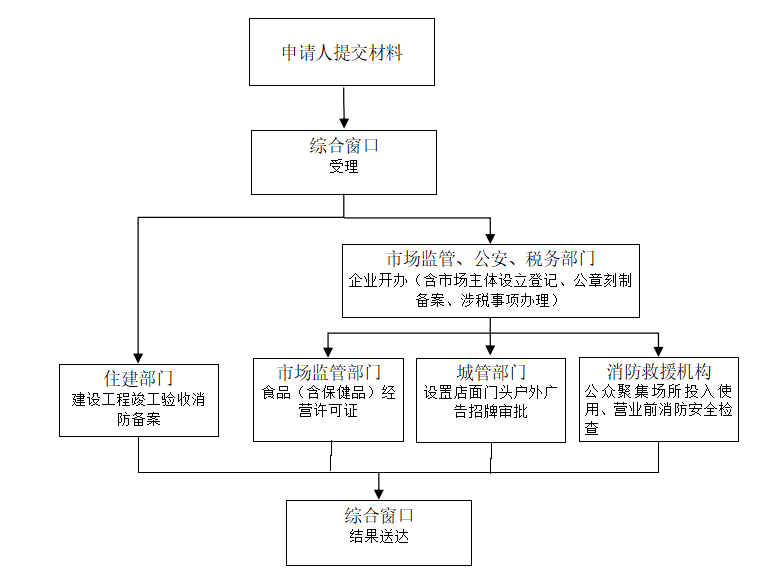 申请人提交材料
综合窗口
受理
市场监管、公安、税务部门
企业开办（含市场主体设立登记、公章刻制
备案、涉税事项办理）
住建部门
建设工程竣工验收消
防备案
市场监管部门
食品（含保健品）经
营许可证
城管部门
设置店面门头户外广
告招牌审批
消防救援机构
公众聚集场所投入使
用、营业前消防安全检
查
综合窗口
结果送达